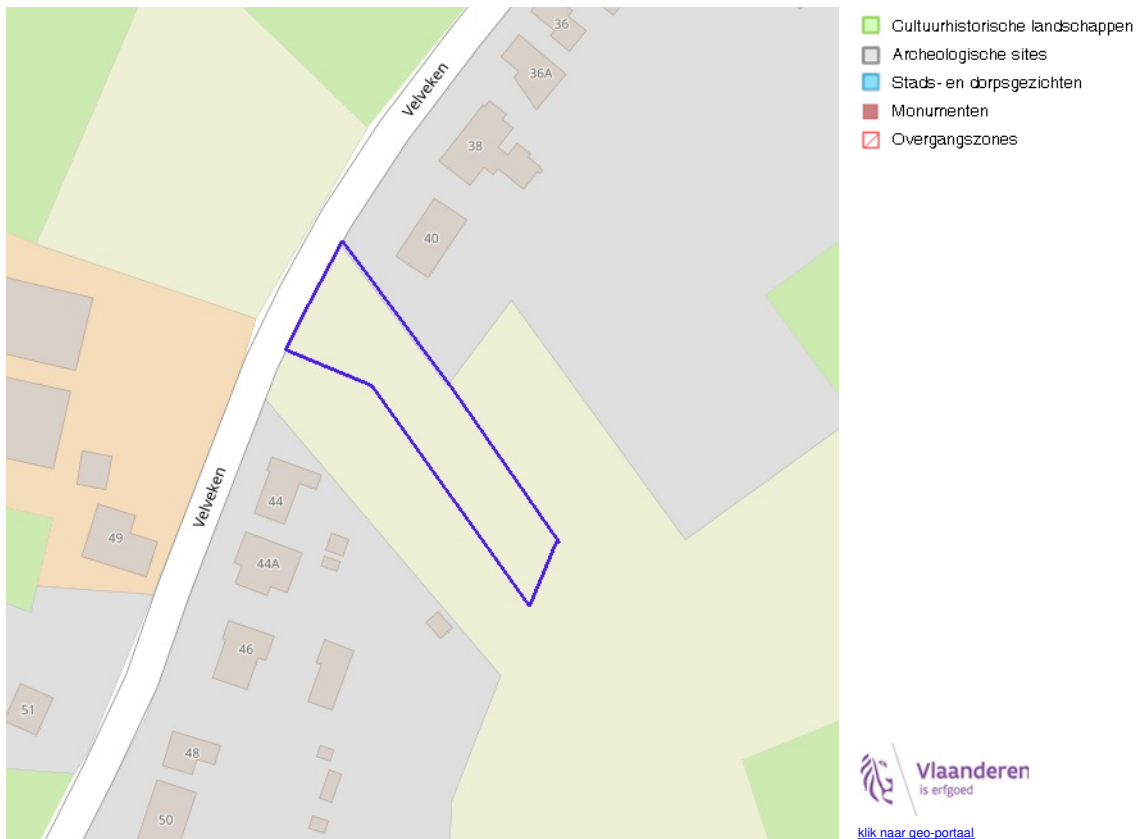 Velveken
36
36A
38
40
Velveken
44
44A
49
46
51
48
50
Cultuurhistorische landschappen
Archeologische sites
Stads- en dorpsgezichten
Monumenten
Overgangszones
Vlaanderen
is erfgoed
klik naar geo-portaal